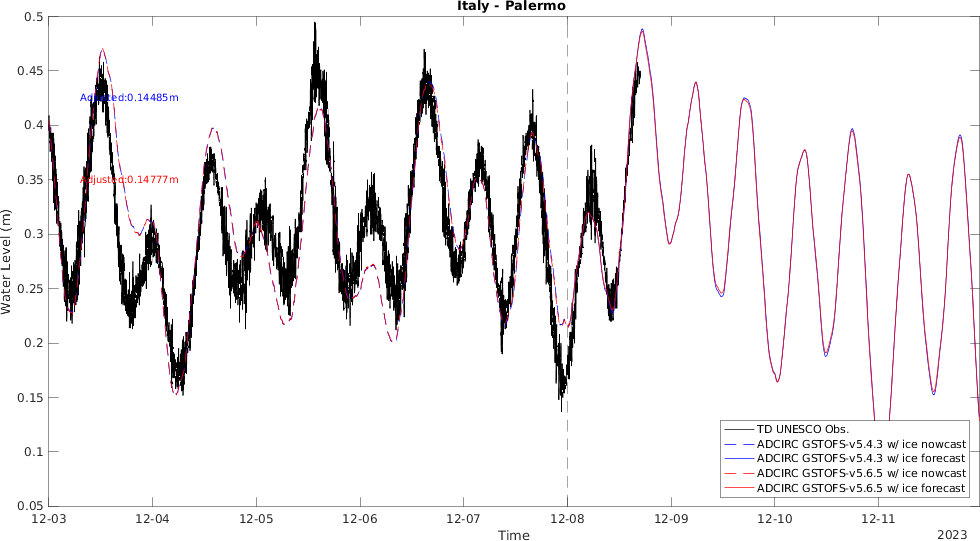 Italy - Palermo
0.5
0.45
0.4
0.35
0.3
0.25
0.2
0.15
0.1
0.05
Water Level (m)
Adjusted:0.14485m
Adjusted:0.14777m
TD UNESCO Obs.
ADCIRC GSTOFS-v5.4.3 w/ ice nowcast
ADCIRC GSTOFS-v5.4.3 w/ ice forecast
ADCIRC GSTOFS-v5.6.5 w/ ice nowcast
ADCIRC GSTOFS-v5.6.5 w/ ice forecast
12-03 12-04 12-05 12-06 12-07 12-08 12-09 12-10 12-11
Time
2023